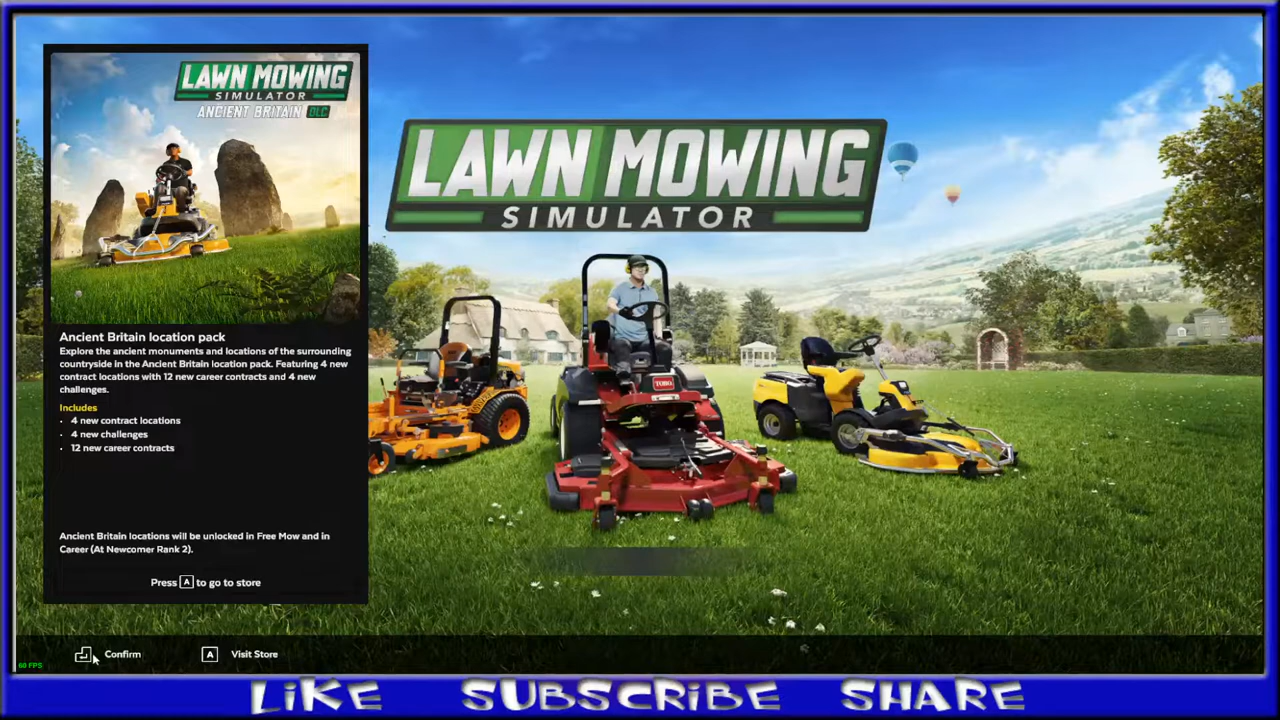 LAWN MOWING
SIMULATOR
ANCIENT BRITAIN DLC
LAWN MOWING
SIMULATOR
TORO
Ancient Britain location pack
Explore the ancient monuments and locations of the surrounding
countryside in the Ancient Britain location pack. Featuring 4 new
contract locations with 12 new career contracts and 4 new
challenges.
Includes
• 4 new contract locations
• 4 new challenges
• 12 new career contracts
Ancient Britain locations will be unlocked in Free Mow and in
Career (At Newcomer Rank 2).
Press A to go to store
Confirm
A Visit Store
60 FPS
LiKE SUBSCRiBE SHARE